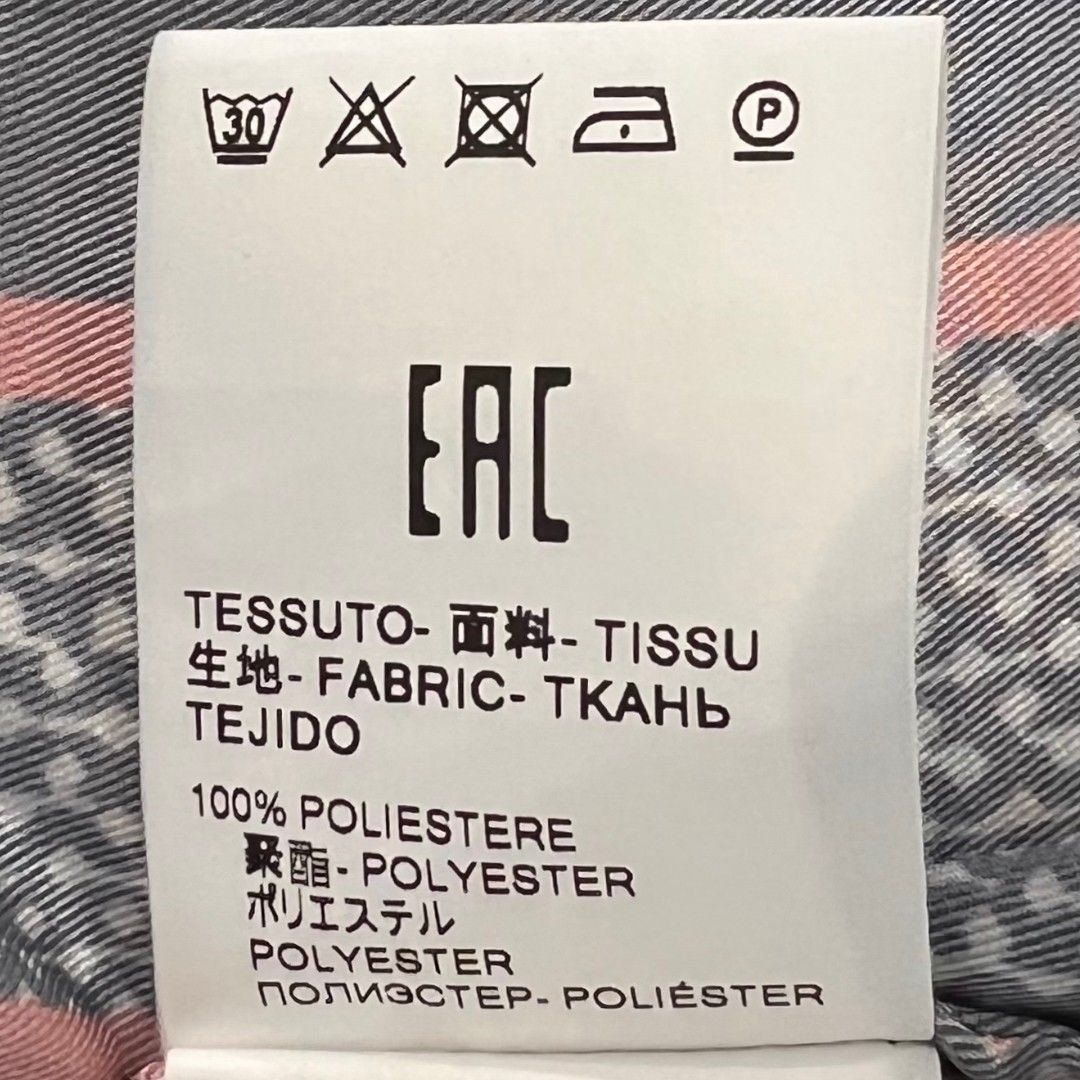 30
P
EAC
TESSUTO- 面料- TISSU
生地- FABRIC- ТКАНЬ
TEJIDO
100% POLIESTERE
聚酯- POLYESTER
ポリエステル
POLYESTER
ПОЛИЭСТЕР- POLIÉSTER